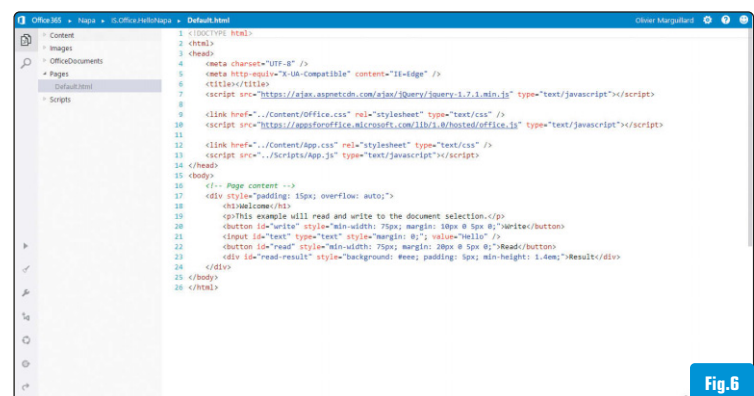 Office 365 ▸ Napa ▸ IS.Office.HelloNapa ▸ Default.html
Olivier Marguillard
Content
Images
OfficeDocuments
Pages
Default.html
Scripts
1 <!DOCTYPE html>
2 <html>
3 <head>
4 <meta charset="UTF-8" />
5 <meta http-equiv="X-UA-Compatible" content="IE=Edge" />
6 <title></title>
7 <script src="https://ajax.aspnetcdn.com/ajax/jQuery/jquery-1.7.1.min.js" type="text/javascript"></script>
8
9 <link href="../Content/Office.css" rel="stylesheet" type="text/css" />
10 <script src="https://appsforoffice.microsoft.com/lib/1.0/hosted/office.js" type="text/javascript"></script>
11
12 <link href="../Content/App.css" rel="stylesheet" type="text/css" />
13 <script src="../Scripts/App.js" type="text/javascript"></script>
14 </head>
15 <body>
16 <!-- Page content -->
17 <div style="padding: 15px; overflow: auto;">
18 <h1>Welcome</h1>
19 <p>This example will read and write to the document selection.</p>
20 <button id="write" style="min-width: 75px; margin: 10px 0 5px 0;">Write</button>
21 <input id="text" type="text" style="margin: 0;"; value="Hello" />
22 <button id="read" style="min-width: 75px; margin: 20px 0 5px 0;">Read</button>
23 <div id="read-result" style="background: #eee; padding: 5px; min-height: 1.4em;">Result</div>
24 </div>
25 </body>
26 </html>
Fig.6